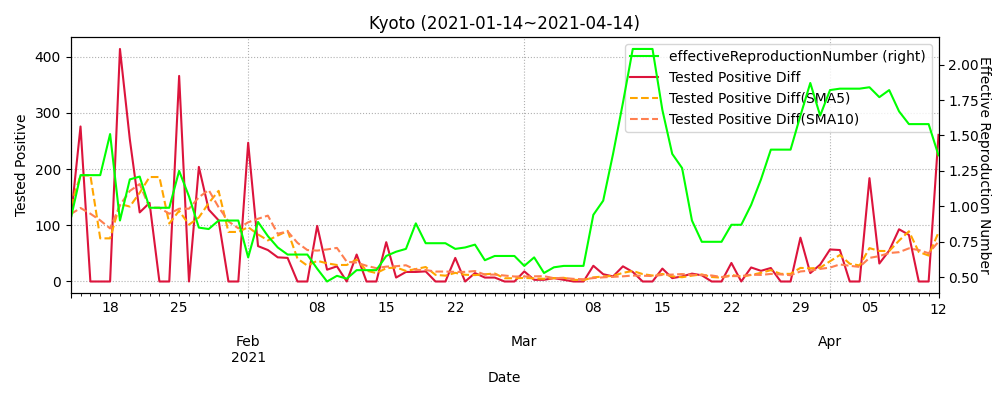 Kyoto (2021-01-14~2021-04-14)
effectiveReproductionNumber (right)
Tested Positive Diff
Tested Positive Diff(SMA5)
Tested Positive Diff(SMA10)
Tested Positive
400
300
200
100
0
2.00
1.75
1.50
1.25
1.00
0.75
0.50
Effective Reproduction Number
18 25 08 15 22 08 15 22 29 05 12
Feb Mar Apr
2021
Date